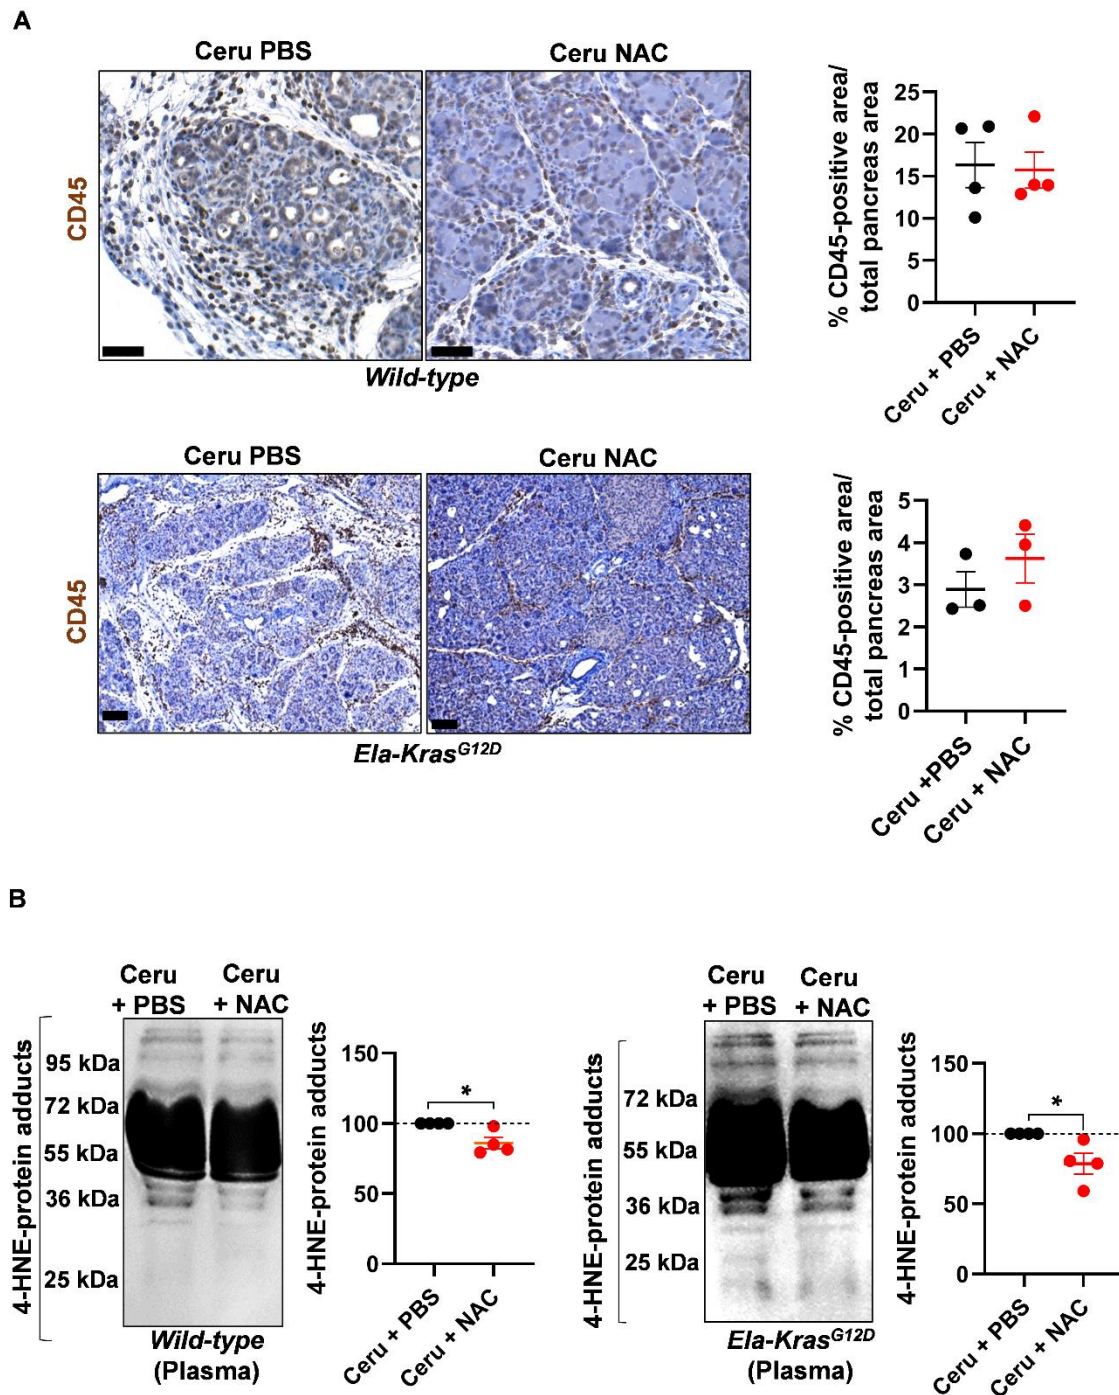 A
Ceru PBS
Ceru NAC
CD45
Wild-type
% CD45-positive area/
total pancreas area
25
20
15
10
5
0
Ceru + PBS
Ceru + NAC
Ceru PBS
Ceru NAC
CD45
Ela-KrasG12D
% CD45-positive area/
total pancreas area
5
4
3
2
1
0
Ceru +PBS
Ceru + NAC
B
4-HNE-protein adducts
Ceru
+ PBS
Ceru
+ NAC
95 kDa
72 kDa
55 kDa
36 kDa
25 kDa
Wild-type
(Plasma)
4-HNE-protein adducts
150
100
50
0
*
Ceru + PBS
Ceru + NAC
4-HNE-protein adducts
Ceru
+ PBS
Ceru
+ NAC
72 kDa
55 kDa
36 kDa
25 kDa
Ela-KrasG12D
(Plasma)
4-HNE-protein adducts
150
100
50
0
*
Ceru + PBS
Ceru + NAC